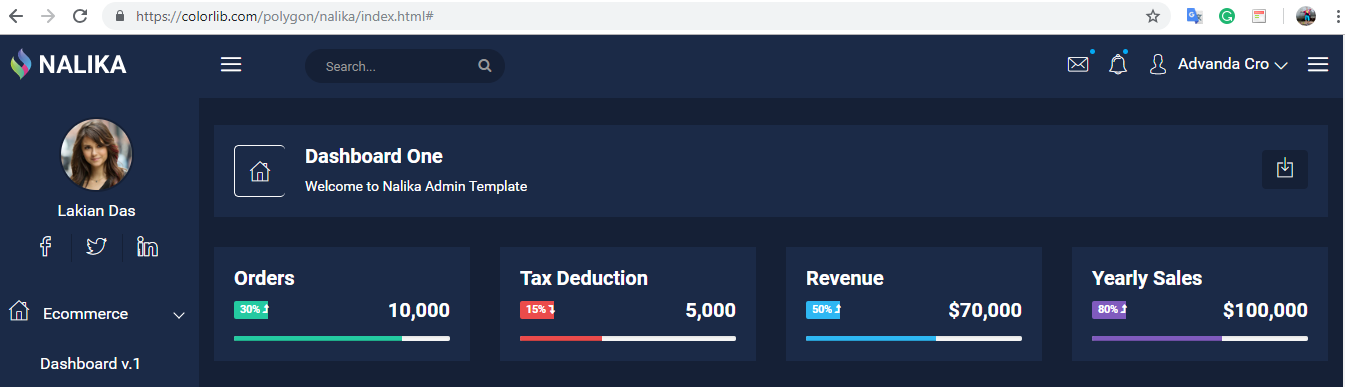 https://colorlib.com/polygon/nalika/index.html#
NALIKA
Search...
Advanda Cro
Lakian Das
Ecommerce
Dashboard v.1
Dashboard One
Welcome to Nalika Admin Template
Orders
30%
10,000
Tax Deduction
15%
5,000
Revenue
50%
$70,000
Yearly Sales
80%
$100,000